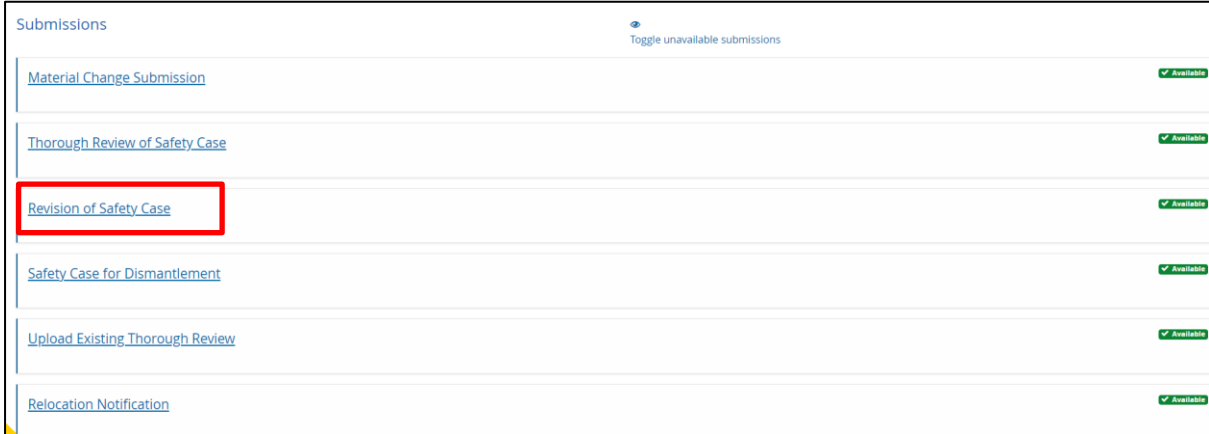 Submissions
Toggle unavailable submissions
Material Change Submission
Available
Thorough Review of Safety Case
Available
Revision of Safety Case
Available
Safety Case for Dismantlement
Available
Upload Existing Thorough Review
Available
Relocation Notification
Available